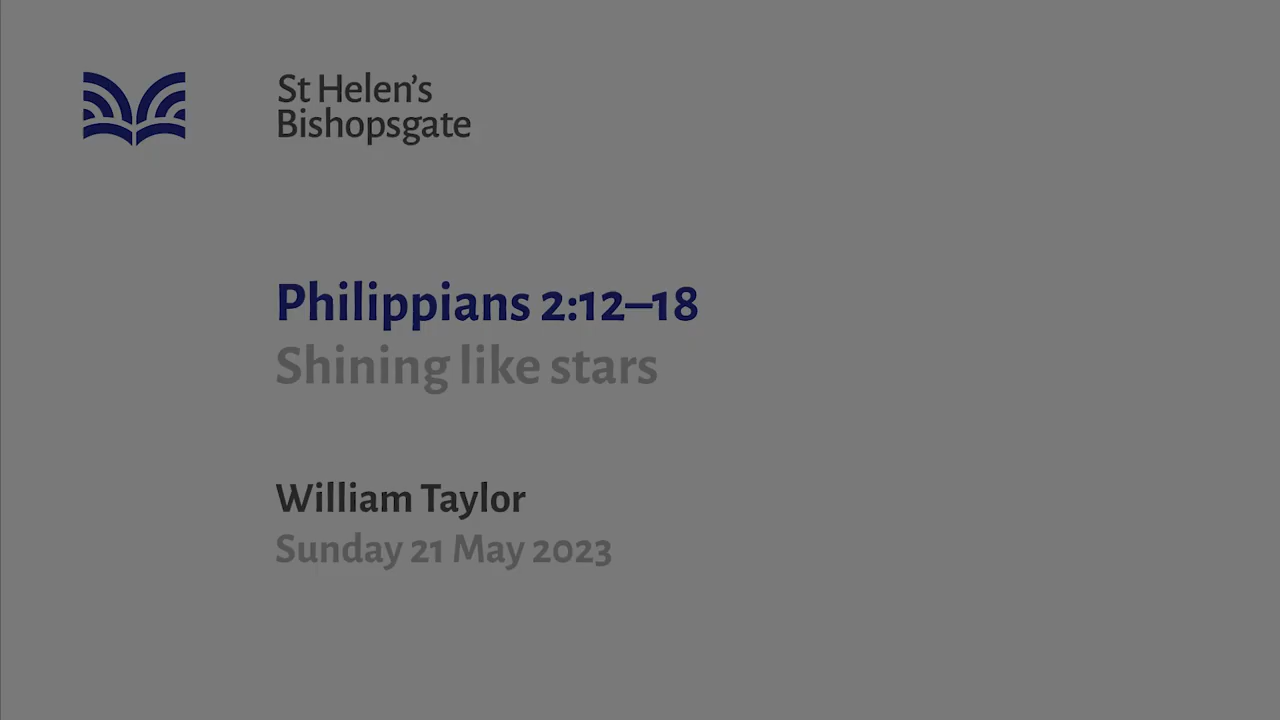 St Helen’s
Bishopsgate
Philippians 2:12–18
Shining like stars
William Taylor
Sunday 21 May 2023